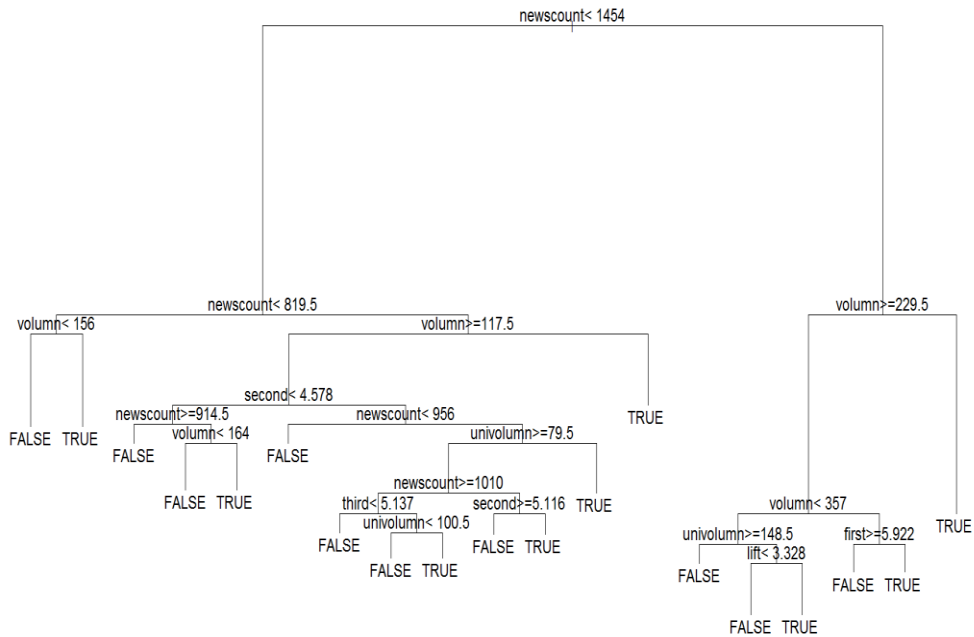 newscount< 1454
newscount< 819.5
volumn>=229.5
volumn< 156
volumn>=117.5
second< 4.578
newscount>=914.5
newscount< 956
TRUE
FALSE
TRUE
FALSE
volumn< 164
FALSE
univolumn>=79.5
newscount>=1010
FALSE
TRUE
third< 5.137
second>=5.116
TRUE
volumn< 357
TRUE
FALSE
univolumn< 100.5
FALSE
TRUE
univolumn>=148.5
first>=5.922
FALSE
TRUE
FALSE
lift< 3.328
FALSE
TRUE
FALSE
TRUE